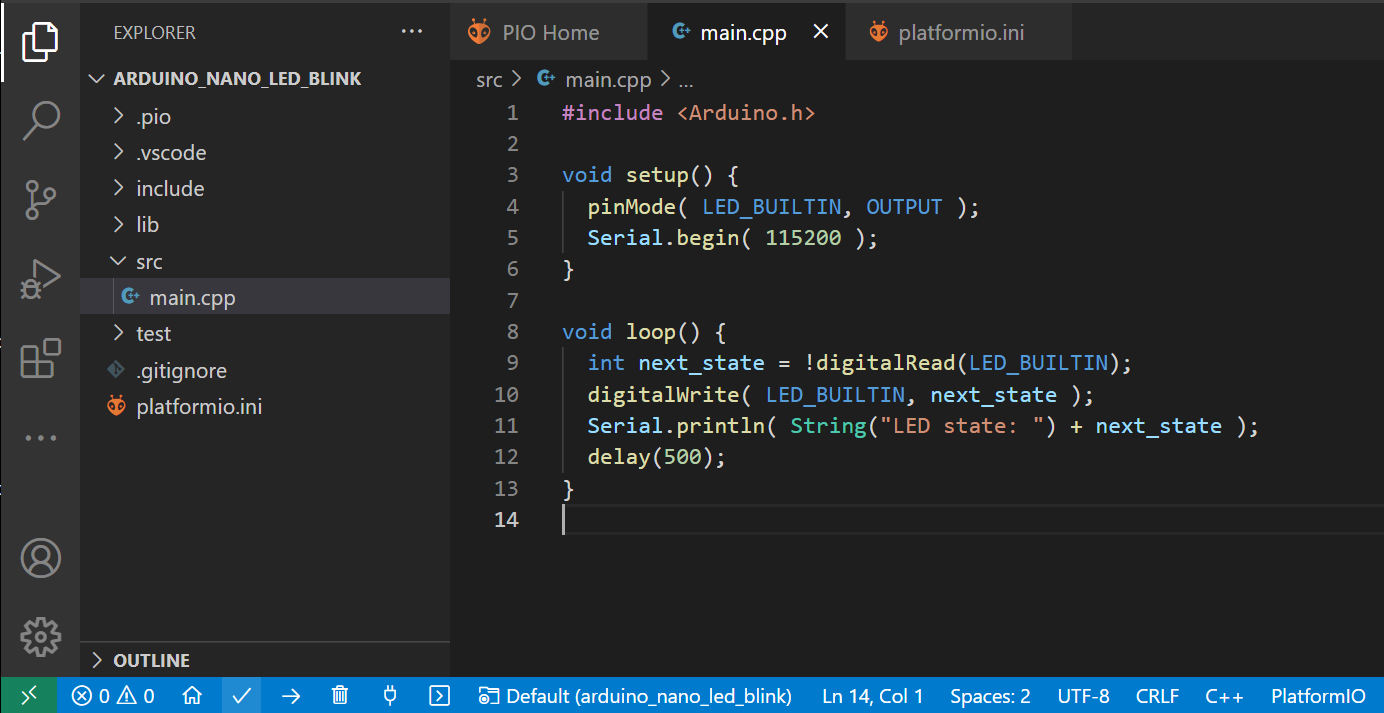 EXPLORER
ARDUINO_NANO_LED_BLINK
.pio
.vscode
include
lib
src
main.cpp
test
.gitignore
platformio.ini
OUTLINE
PIO Home
main.cpp
platformio.ini
src > main.cpp > ...
1 #include <Arduino.h>
2
3 void setup() {
4   pinMode( LED_BUILTIN, OUTPUT );
5   Serial.begin( 115200 );
6 }
7
8 void loop() {
9   int next_state = !digitalRead(LED_BUILTIN);
10   digitalWrite( LED_BUILTIN, next_state );
11   Serial.println( String("LED state: ") + next_state );
12   delay(500);
13 }
14
0 0 Default (arduino_nano_led_blink) Ln 14, Col 1 Spaces: 2 UTF-8 CRLF C++ PlatformIO